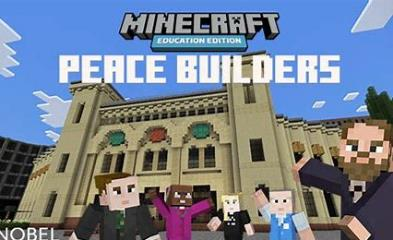 MINECRAFT
EDUCATION EDITION
PEACE BUILDERS
NOBEL